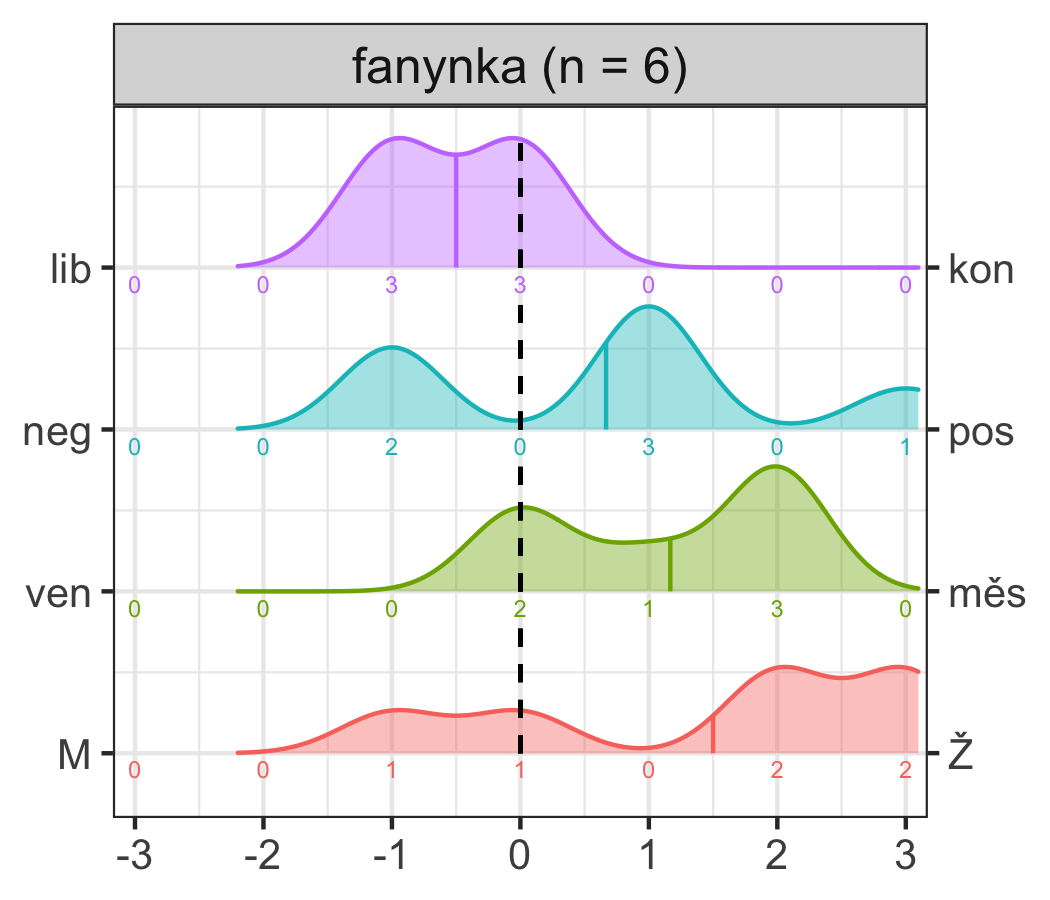 fanynka (n = 6)
lib kon
0 0 3 3 0 0 0
neg pos
0 0 2 0 3 0 1
ven měs
0 0 0 2 1 3 0
M Ž
0 0 1 1 0 2 2
-3 -2 -1 0 1 2 3